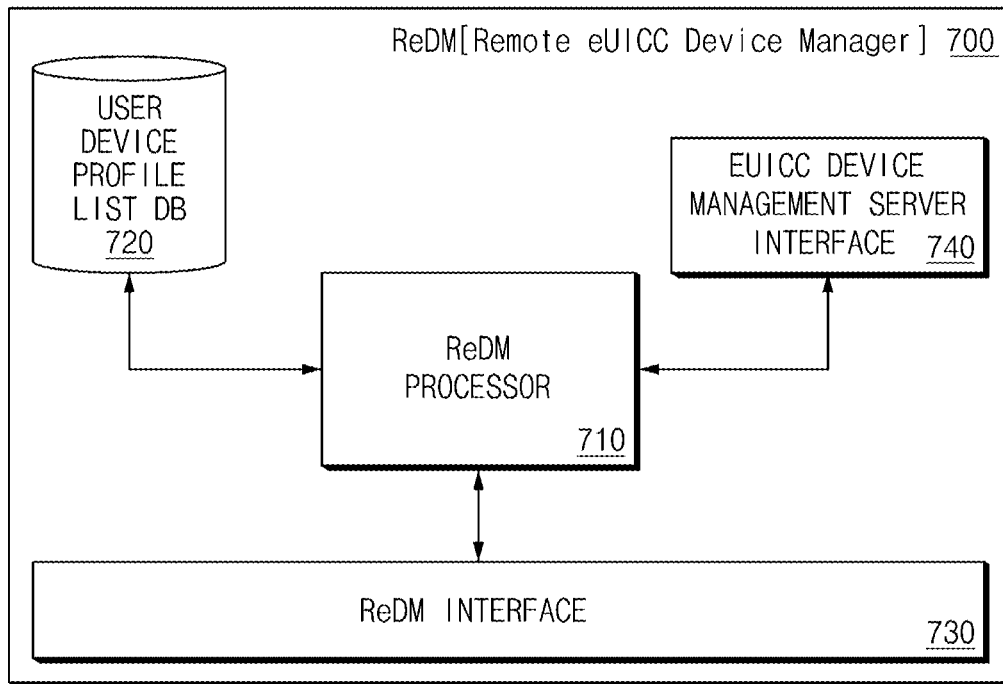 ReDM[Remote eUICC Device Manager] 700
USER
DEVICE
PROFILE
LIST DB
720
EUICC DEVICE
MANAGEMENT SERVER
INTERFACE 740
ReDM
PROCESSOR
710
ReDM INTERFACE
730